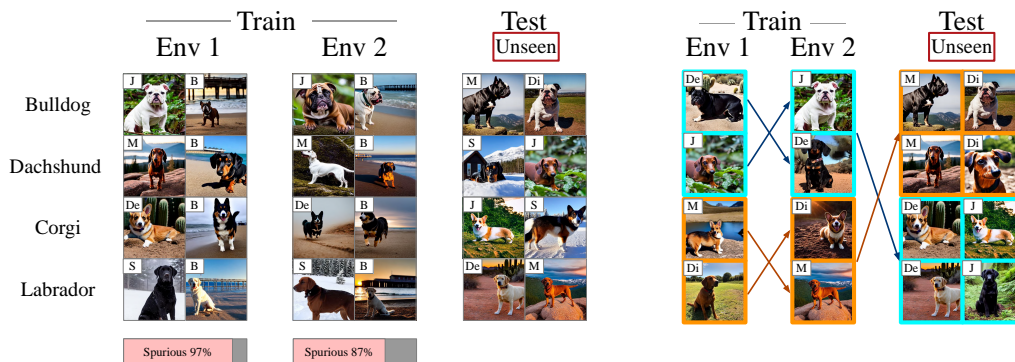 Train
Test
Env 1
Env 2
Unseen
Bulldog
J
B
J
B
M
Di
Dachshund
M
B
M
B
S
J
Corgi
De
B
De
B
J
S
Labrador
S
B
S
B
De
M
Spurious 97%
Spurious 87%
Train
Test
Env 1
Env 2
Unseen
De
J
M
Di
J
De
M
Di
M
Di
De
J
Di
M
De
J